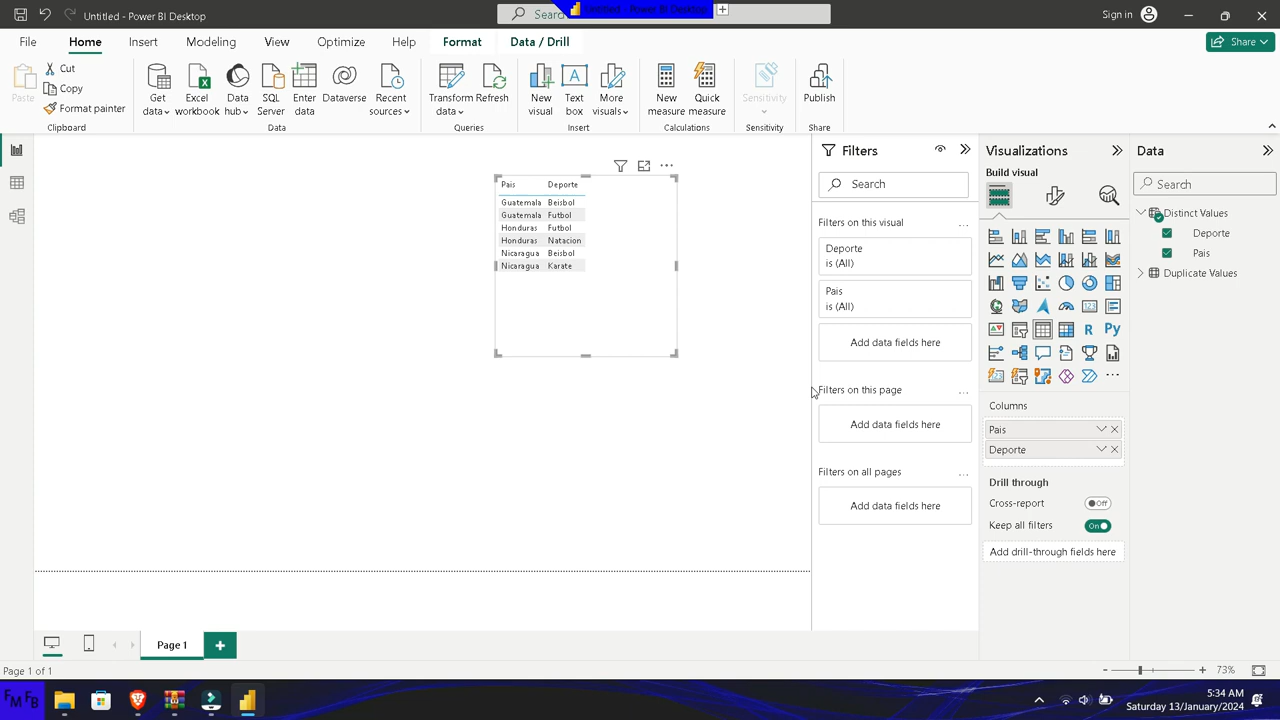 Untitled - Power BI Desktop
Search
Untitled - Power BI Desktop
Sign in
File Home Insert Modeling View Optimize Help Format Data / Drill Share
Paste
Cut
Copy
Format painter
Clipboard
Get data
Excel workbook
Data hub
SQL Server
Enter data
Dataverse
Recent sources
Data
Transform data
Refresh
Queries
New visual
Text box
More visuals
Insert
New measure
Quick measure
Calculations
Sensitivity
Sensitivity
Publish
Share
Pais Deporte
Guatemala Beisbol
Guatemala Futbol
Honduras Futbol
Honduras Natacion
Nicaragua Beisbol
Nicaragua Karate
Filters
Search
Filters on this visual ...
Deporte
is (All)
Pais
is (All)
Add data fields here
Filters on this page ...
Add data fields here
Filters on all pages ...
Add data fields here
Visualizations
Build visual
123
R Py
Columns
Pais
Deporte
Drill through
Cross-report Off
Keep all filters On
Add drill-through fields here
Data
Search
Distinct Values
Deporte
Pais
Duplicate Values
Page 1
Page 1 of 1
73%
FMFB
5:34 AM
Saturday 13/January/2024